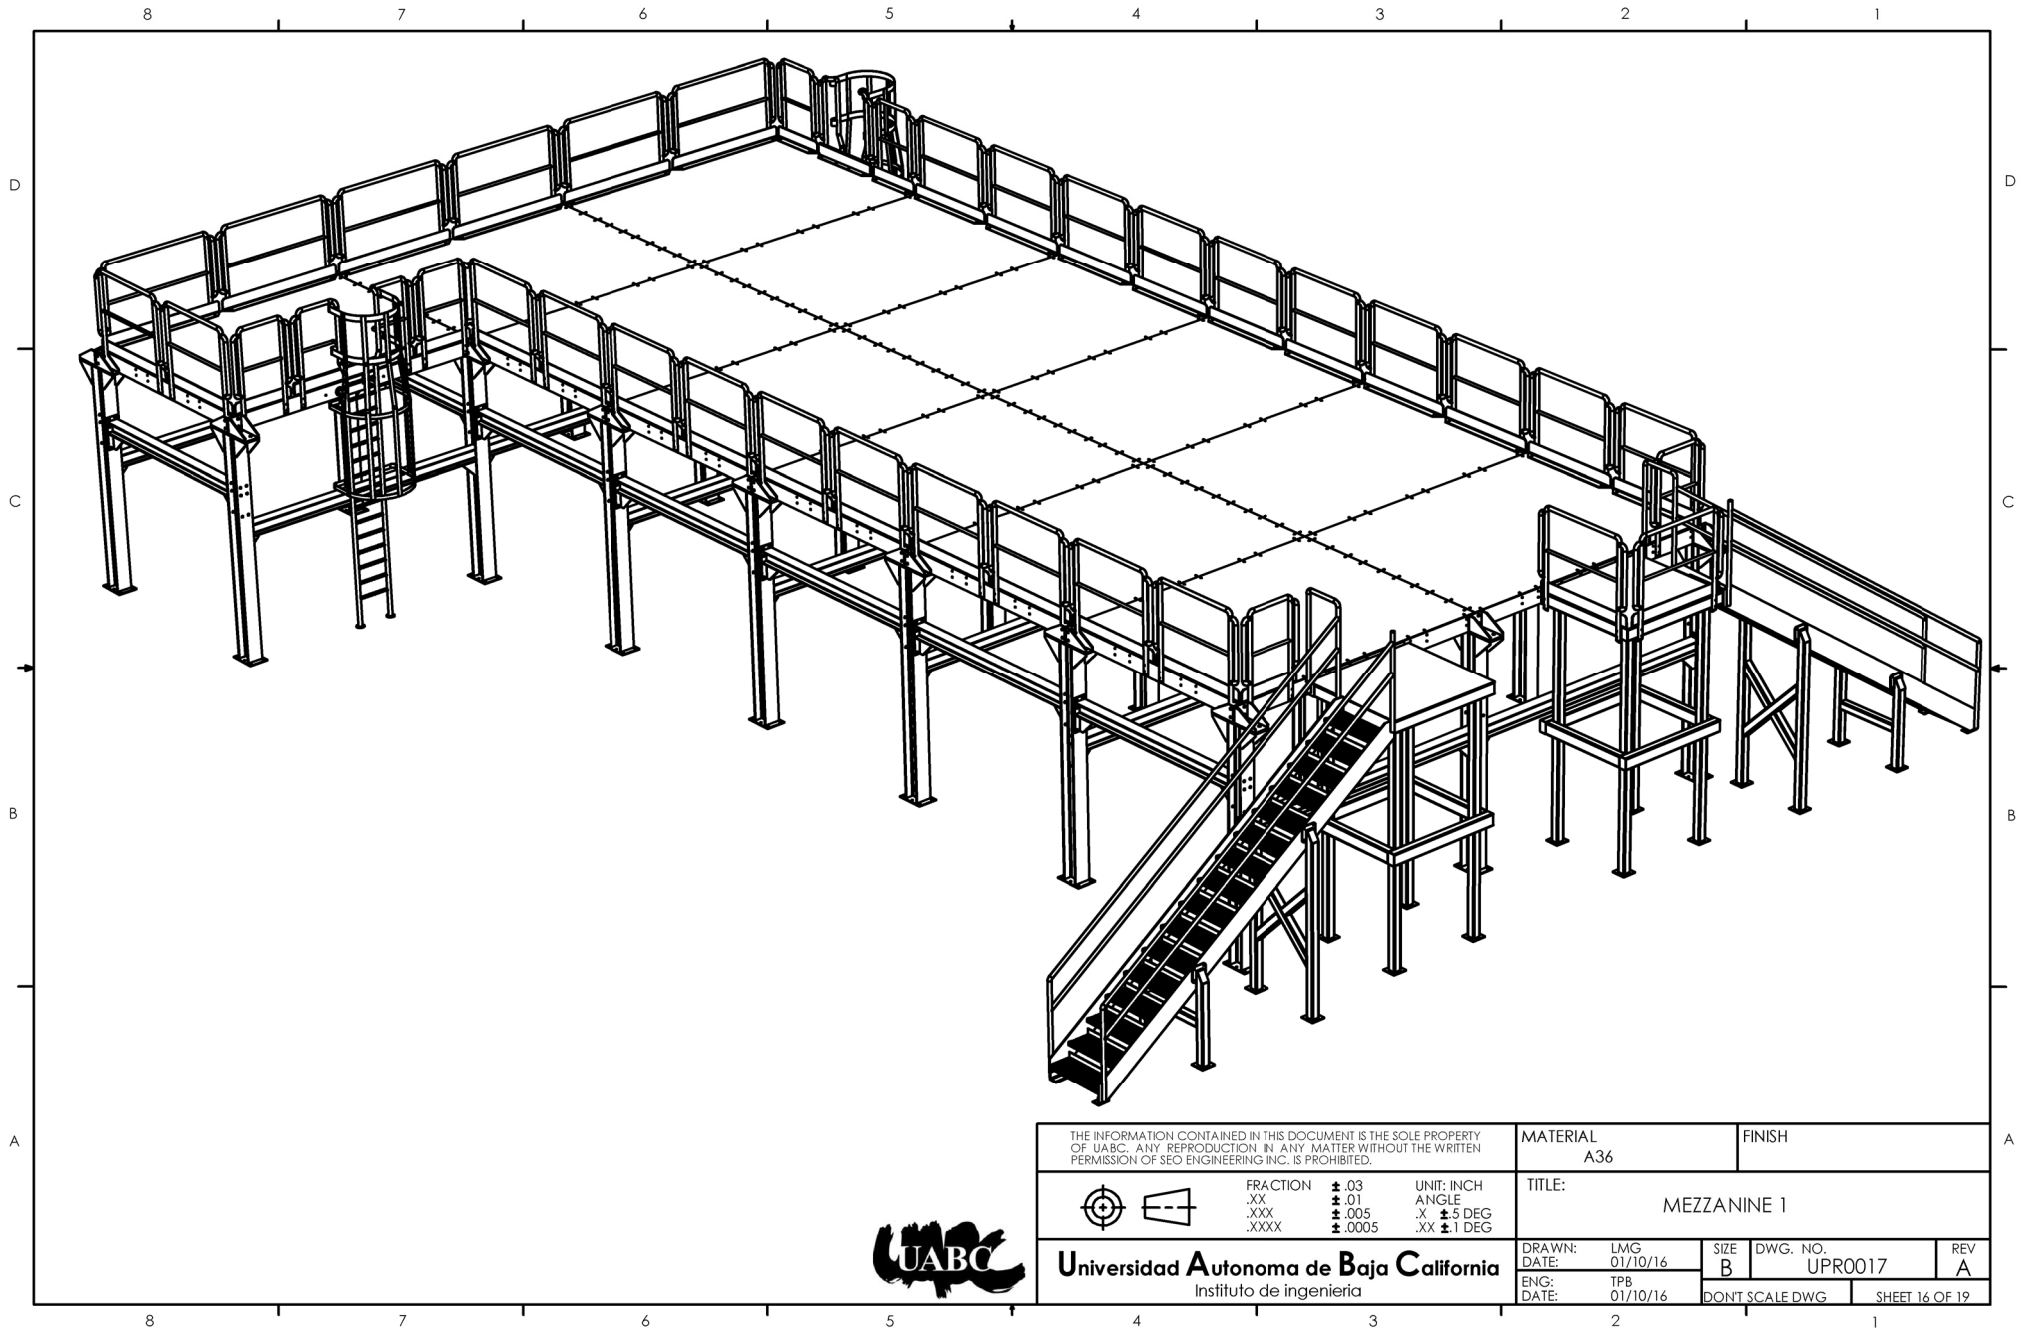 8 7 6 5 4 3 2 1
D D
C C
B B
A A
THE INFORMATION CONTAINED IN THIS DOCUMENT IS THE SOLE PROPERTY
OF UABC. ANY REPRODUCTION IN ANY MATTER WITHOUT THE WRITTEN
PERMISSION OF SEO ENGINEERING INC. IS PROHIBITED.
MATERIAL
A36
FINISH
FRACTION ± .03 UNIT: INCH
.XX ± .01 ANGLE
.XXX ± .005 .X ± .5 DEG
.XXXX ± .0005 .XX ± .1 DEG
TITLE:
MEZZANINE 1
UABC
Universidad Autonoma de Baja California
Instituto de ingenieria
DRAWN: LMG
DATE: 01/10/16
ENG: TPB
DATE: 01/10/16
SIZE
B
DWG. NO.
UPR0017
REV
A
DON'T SCALE DWG
SHEET 16 OF 19
8 7 6 5 4 3 2 1